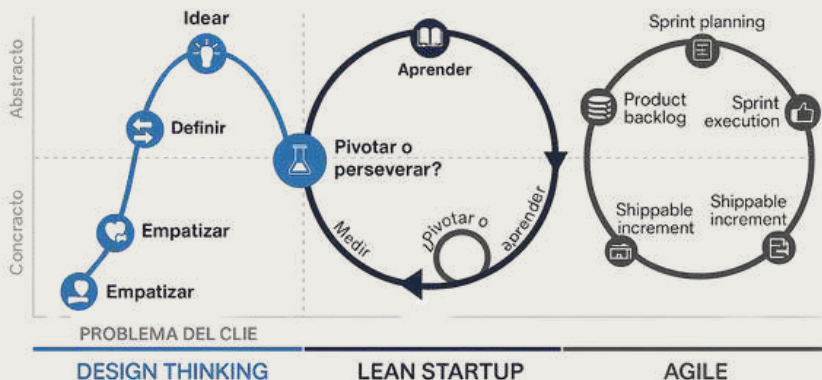 Abstracto
Concracto
Idear
Definir
Empatizar
Empatizar
Pivotar o
perseverar?
Aprender
Medir
¿Pivotar o
aprender
Sprint planning
Product
backlog
Sprint
execution
Shippable
increment
Shippable
increment
PROBLEMA DEL CLIE
DESIGN THINKING
LEAN STARTUP
AGILE